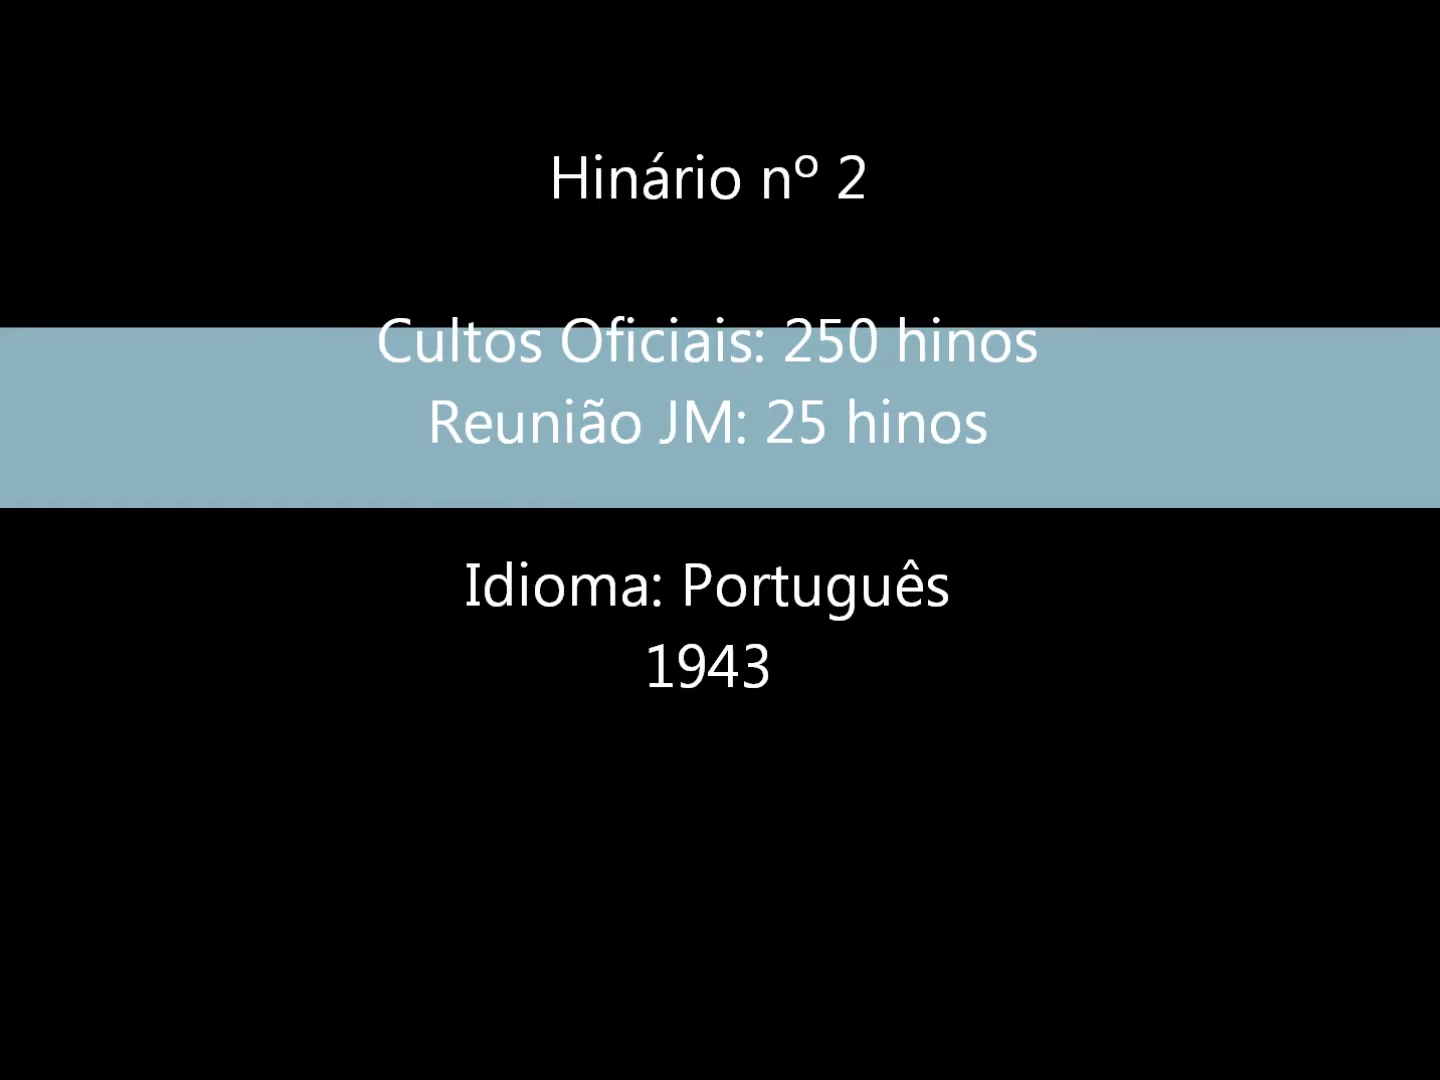 Hinário nº 2
Cultos Oficiais: 250 hinos
Reunião JM: 25 hinos
Idioma: Português
1943